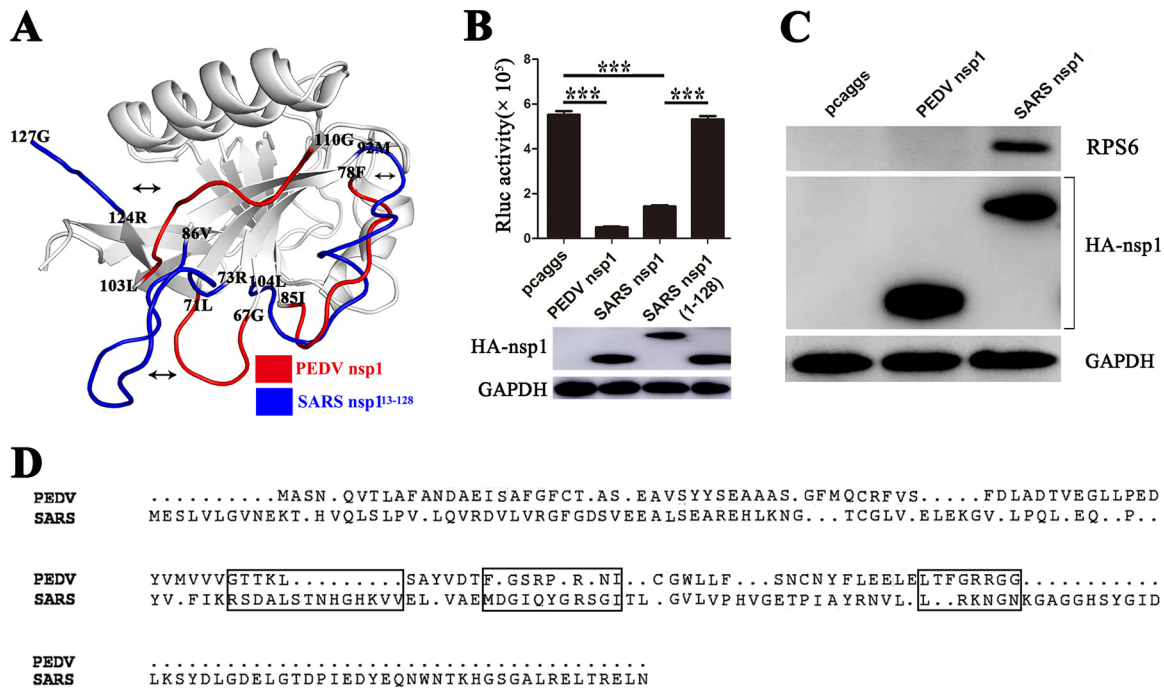 A
127G
110G
92M
78F
124R
86V
103L
73R
104L
71L
85I
67G
PEDV nsp1
SARS nsp1¹³⁻¹²⁸
B
Rluc activity(× 10⁵)
8
6
4
2
0
***
***
***
pcaggs
PEDV nsp1
SARS nsp1
SARS nsp1
(1-128)
HA-nsp1
GAPDH
C
pcaggs
PEDV nsp1
SARS nsp1
RPS6
HA-nsp1
GAPDH
D
PEDV ..........MASN.QVTLAFANDAEISAFGFCT.AS.EAVSYYSEAAAS.GFMQCRFVS.....FDLADTVEGLLPED
SARS MESLVLGVNEKT.HVQLSLPV.LQVRDVLVRGFGDSVEEALSEAREHLKNG...TCGLV.ELEKGV.LPQL.EQ..P..
PEDV YVMVVVGTTKL.........SAYVDTF.GSRP.R.NI..CGWLLF...SNCNYFLEELELTFGRRGG...........
SARS YV.FIKRSDALSTNHGHKVVEL.VAEMDGIQYGRSGITL.GVLVPHVGETPIAYRNVL.L..RKNGNKGAGGHSYGID
PEDV .......................................
SARS LKSYDLGDELGTDPIEDYEQNWNTKHGSGALRELTRELN